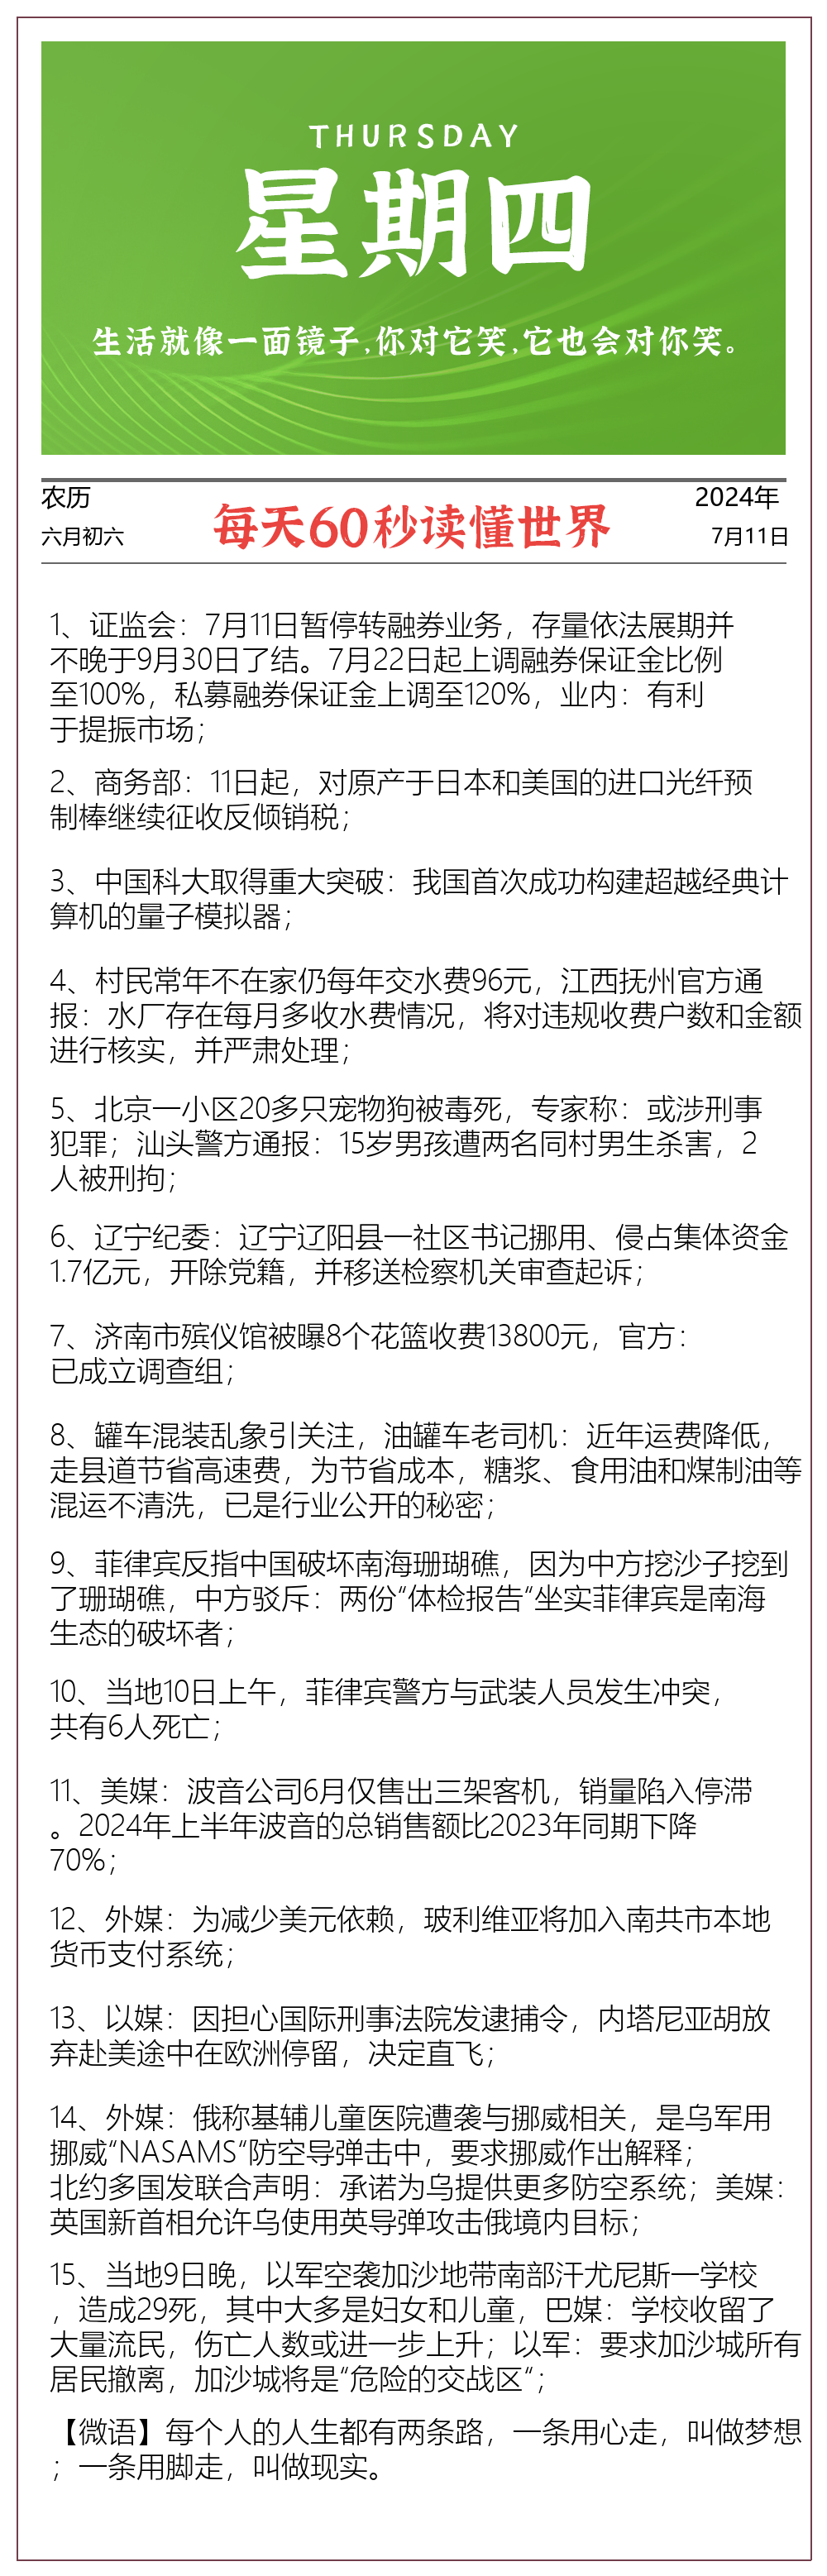 THURSDAY
星期四
生活就像一面镜子,你对它笑,它也会对你笑。
农历
六月初六
每天60秒读懂世界
2024年
7月11日
1、证监会：7月11日暂停转融券业务，存量依法展期并
不晚于9月30日了结。7月22日起上调融券保证金比例
至100%，私募融券保证金上调至120%，业内：有利
于提振市场；
2、商务部：11日起，对原产于日本和美国的进口光纤预
制棒继续征收反倾销税；
3、中国科大取得重大突破：我国首次成功构建超越经典计
算机的量子模拟器；
4、村民常年不在家仍每年交水费96元，江西抚州官方通
报：水厂存在每月多收水费情况，将对违规收费户数和金额
进行核实，并严肃处理；
5、北京一小区20多只宠物狗被毒死，专家称：或涉刑事
犯罪；汕头警方通报：15岁男孩遭两名同村男生杀害，2
人被刑拘；
6、辽宁纪委：辽宁辽阳县一社区书记挪用、侵占集体资金
1.7亿元，开除党籍，并移送检察机关审查起诉；
7、济南市殡仪馆被曝8个花篮收费13800元，官方：
已成立调查组；
8、罐车混装乱象引关注，油罐车老司机：近年运费降低，
走县道节省高速费，为节省成本，糖浆、食用油和煤制油等
混运不清洗，已是行业公开的秘密；
9、菲律宾反指中国破坏南海珊瑚礁，因为中方挖沙子挖到
了珊瑚礁，中方驳斥：两份“体检报告“坐实菲律宾是南海
生态的破坏者；
10、当地10日上午，菲律宾警方与武装人员发生冲突，
共有6人死亡；
11、美媒：波音公司6月仅售出三架客机，销量陷入停滞
。2024年上半年波音的总销售额比2023年同期下降
70%；
12、外媒：为减少美元依赖，玻利维亚将加入南共市本地
货币支付系统；
13、以媒：因担心国际刑事法院发逮捕令，内塔尼亚胡放
弃赴美途中在欧洲停留，决定直飞；
14、外媒：俄称基辅儿童医院遭袭与挪威相关，是乌军用
挪威“NASAMS“防空导弹击中，要求挪威作出解释；
北约多国发联合声明：承诺为乌提供更多防空系统；美媒：
英国新首相允许乌使用英导弹攻击俄境内目标；
15、当地9日晚，以军空袭加沙地带南部汗尤尼斯一学校
，造成29死，其中大多是妇女和儿童，巴媒：学校收留了
大量流民，伤亡人数或进一步上升；以军：要求加沙城所有
居民撤离，加沙城将是“危险的交战区“；
【微语】每个人的人生都有两条路，一条用心走，叫做梦想
；一条用脚走，叫做现实。